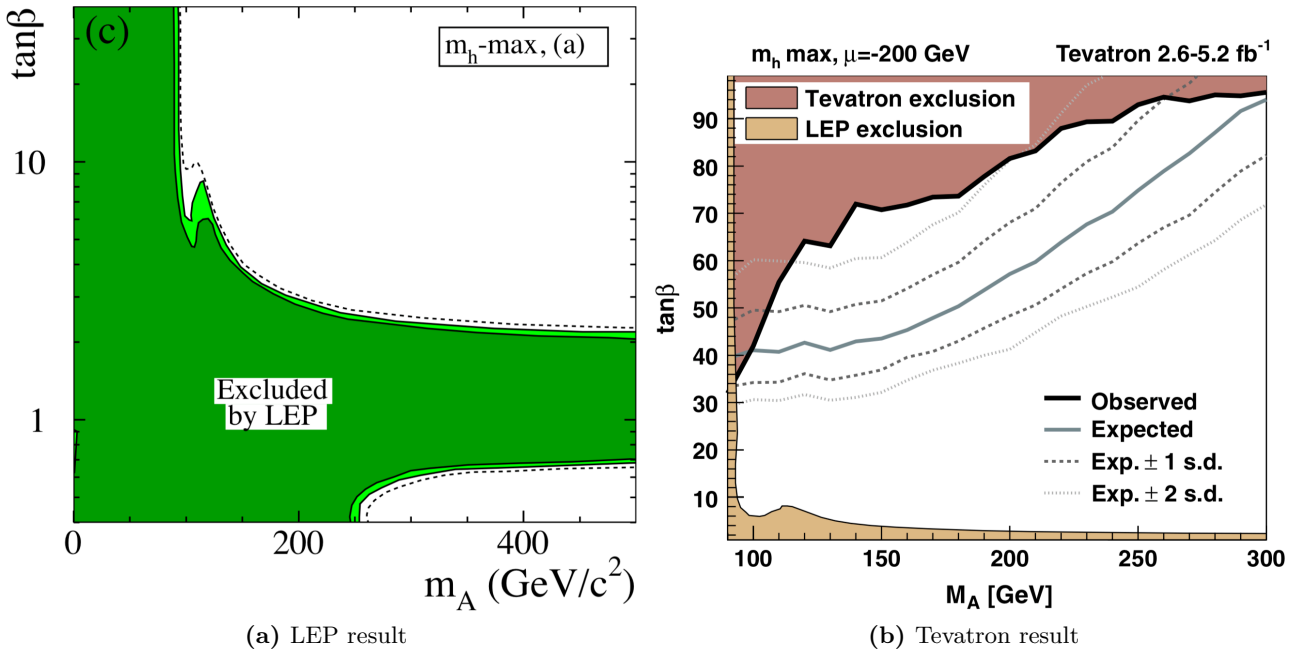 (c)
tanβ
m_h-max, (a)
10
1
Excluded
by LEP
0
200
400
m_A (GeV/c²)
(a) LEP result
m_h max, μ=-200 GeV
Tevatron 2.6-5.2 fb⁻¹
Tevatron exclusion
LEP exclusion
tanβ
90
80
70
60
50
40
30
20
10
Observed
Expected
Exp. ± 1 s.d.
Exp. ± 2 s.d.
100
150
200
250
300
M_A [GeV]
(b) Tevatron result